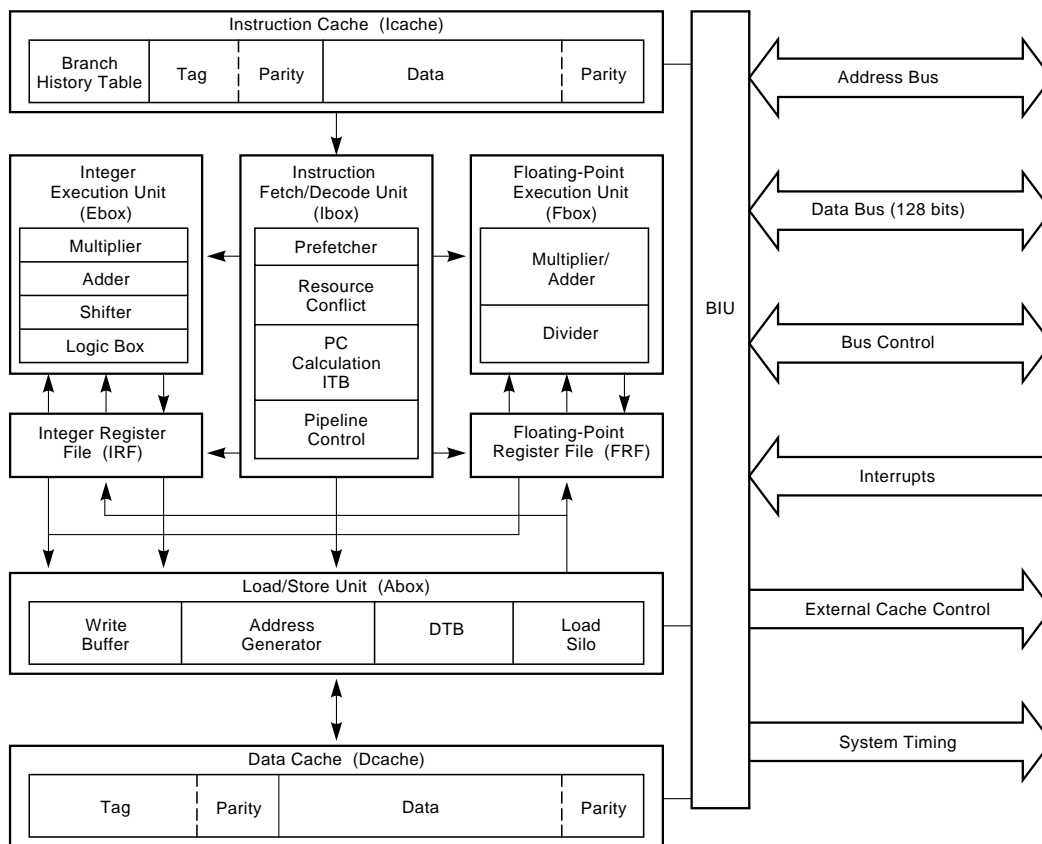 Instruction Cache (Icache)
Branch
History Table
Tag
Parity
Data
Parity
Address Bus
Integer
Execution Unit
(Ebox)
Multiplier
Adder
Shifter
Logic Box
Instruction
Fetch/Decode Unit
(Ibox)
Prefetcher
Resource
Conflict
PC
Calculation
ITB
Pipeline
Control
Floating-Point
Execution Unit
(Fbox)
Multiplier/
Adder
Divider
BIU
Data Bus (128 bits)
Bus Control
Integer Register
File (IRF)
Floating-Point
Register File (FRF)
Interrupts
Load/Store Unit (Abox)
Write
Buffer
Address
Generator
DTB
Load
Silo
External Cache Control
System Timing
Data Cache (Dcache)
Tag
Parity
Data
Parity